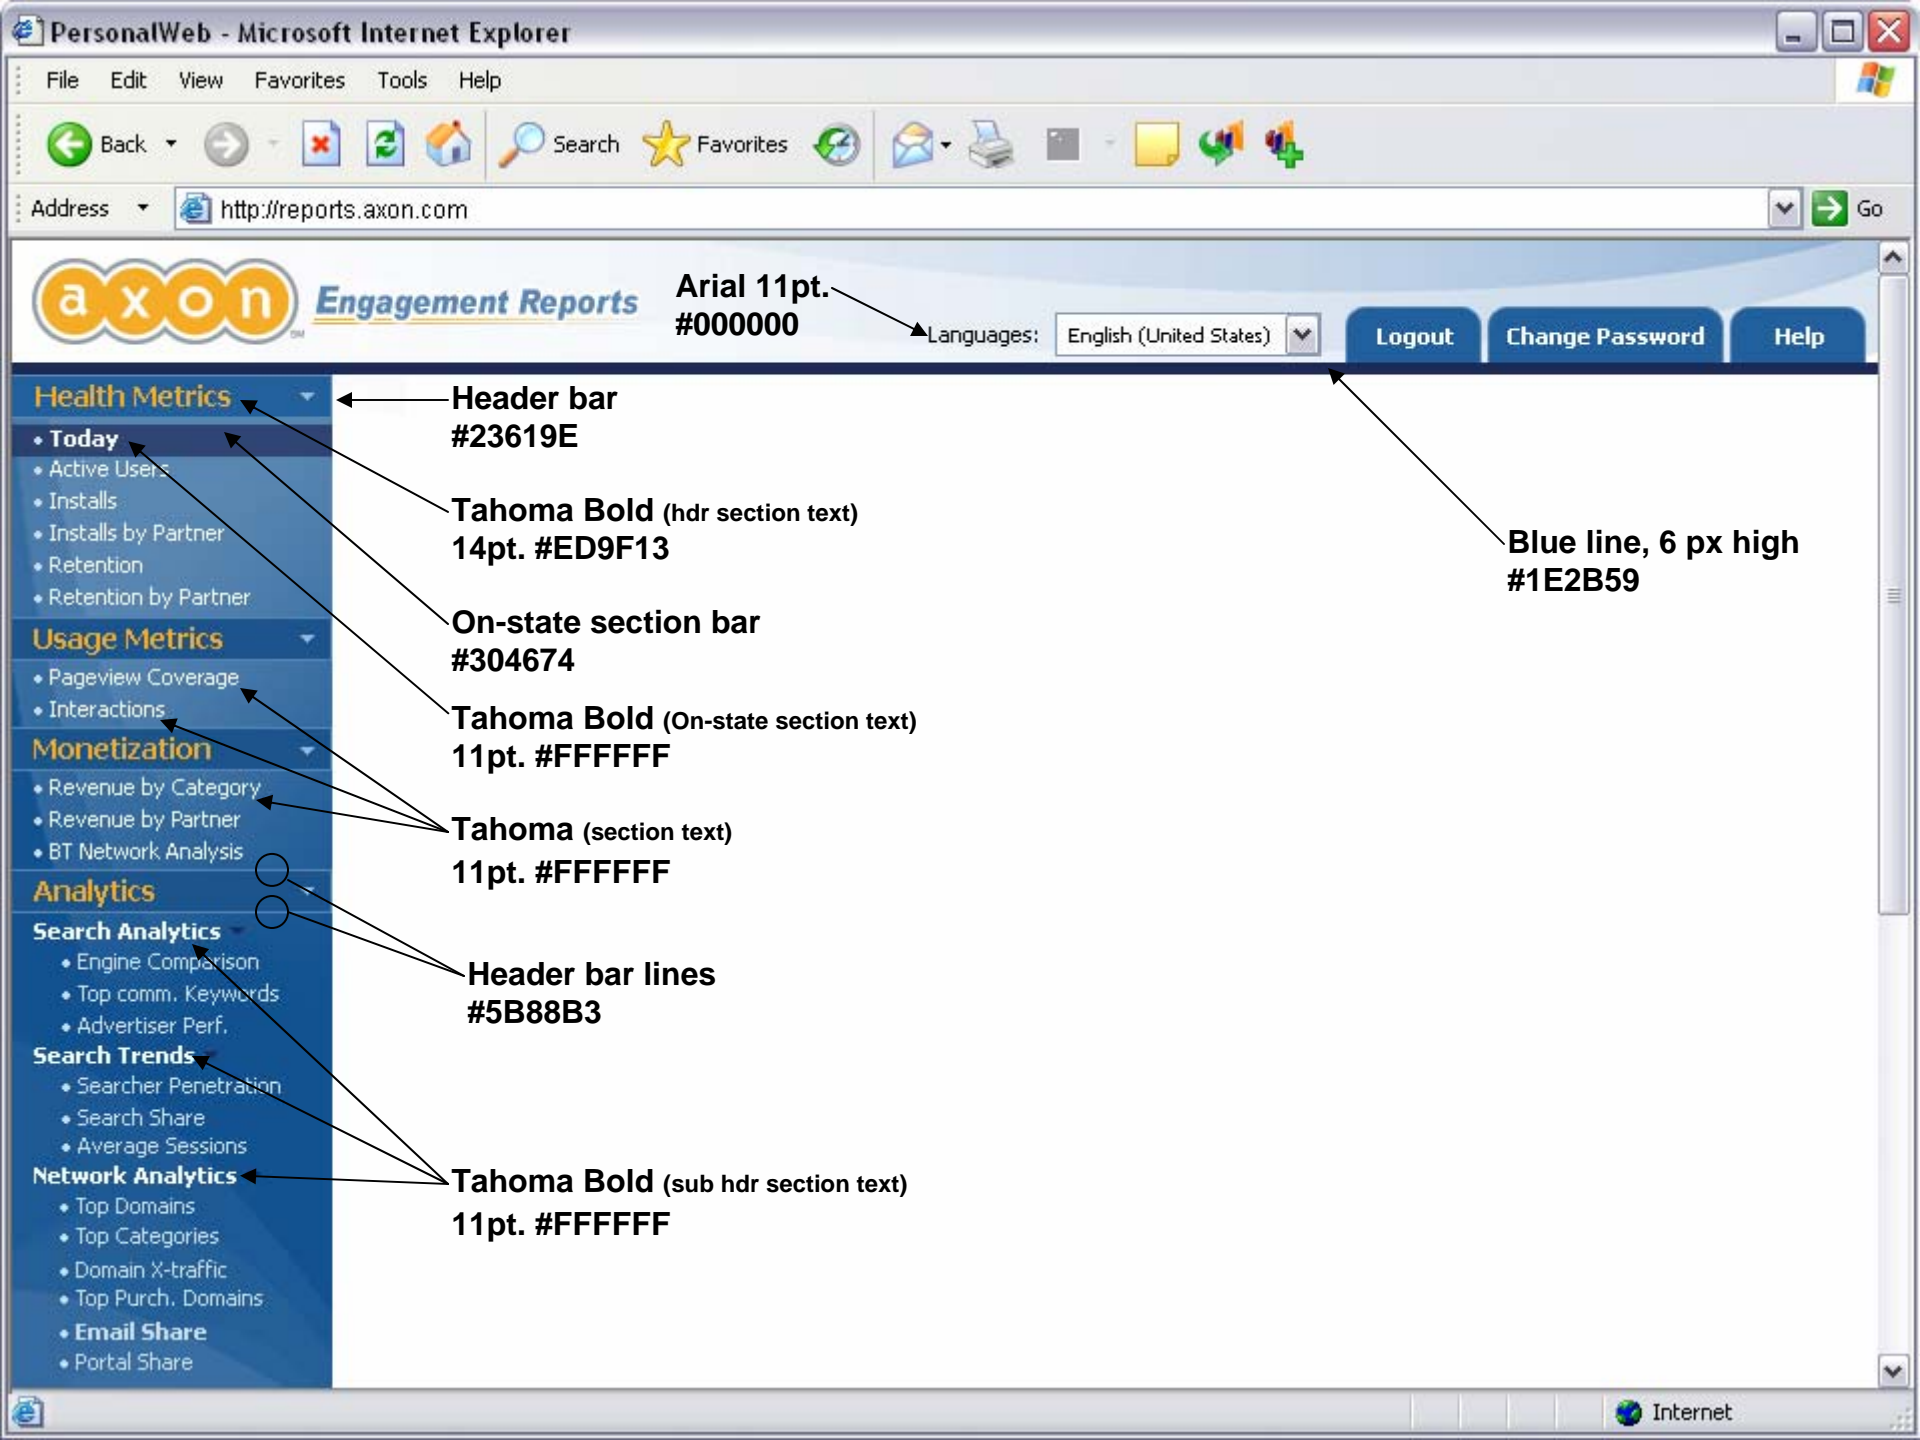 PersonalWeb - Microsoft Internet Explorer
File Edit View Favorites Tools Help
Back Search Favorites
Address http://reports.axon.com Go
axon SM Engagement Reports
Arial 11pt.
#000000
Languages: English (United States) Logout Change Password Help
Health Metrics
• Today
• Active Users
• Installs
• Installs by Partner
• Retention
• Retention by Partner
Usage Metrics
• Pageview Coverage
• Interactions
Monetization
• Revenue by Category
• Revenue by Partner
• BT Network Analysis
Analytics
Search Analytics
• Engine Comparison
• Top comm. Keywords
• Advertiser Perf.
Search Trends
• Searcher Penetration
• Search Share
• Average Sessions
Network Analytics
• Top Domains
• Top Categories
• Domain X-traffic
• Top Purch. Domains
• Email Share
• Portal Share
Header bar
#23619E
Tahoma Bold (hdr section text)
14pt. #ED9F13
On-state section bar
#304674
Tahoma Bold (On-state section text)
11pt. #FFFFFF
Tahoma (section text)
11pt. #FFFFFF
Header bar lines
#5B88B3
Tahoma Bold (sub hdr section text)
11pt. #FFFFFF
Blue line, 6 px high
#1E2B59
Internet